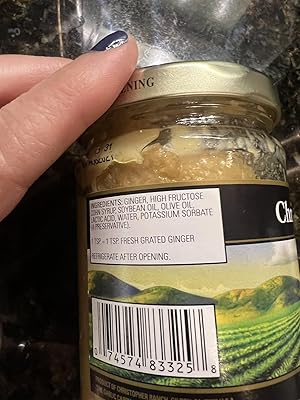 NING
INGREDIENTS: GINGER, HIGH FRUCTOSE
CORN SYRUP, SOYBEAN OIL, OLIVE OIL,
LACTIC ACID, WATER, POTASSIUM SORBATE
(A PRESERVATIVE).
1 TSP = 1 TSP FRESH GRATED GINGER
REFRIGERATE AFTER OPENING.
Ch
0 74574 83325 8
PRODUCT OF CHRISTOPHER RANCH,